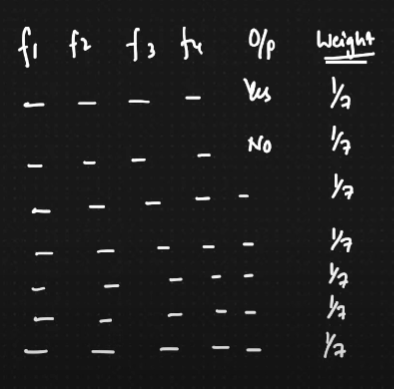 f1 f2 f3 f4 O/p Weight
— — — — Yes 1/7
— — — — No 1/7
— — — — - 1/7
— — — — - 1/7
— — — - - 1/7
— — — - - 1/7
— — — — - 1/7